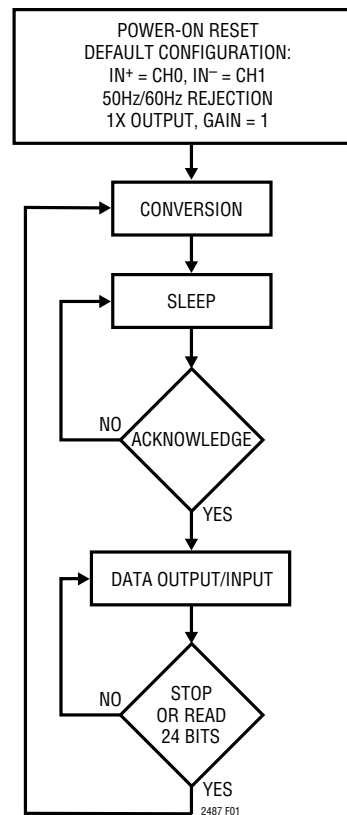 POWER-ON RESET
DEFAULT CONFIGURATION:
IN⁺ = CH0, IN⁻ = CH1
50Hz/60Hz REJECTION
1X OUTPUT, GAIN = 1
CONVERSION
SLEEP
NO
ACKNOWLEDGE
YES
DATA OUTPUT/INPUT
NO
STOP
OR READ
24 BITS
YES
2487 F01